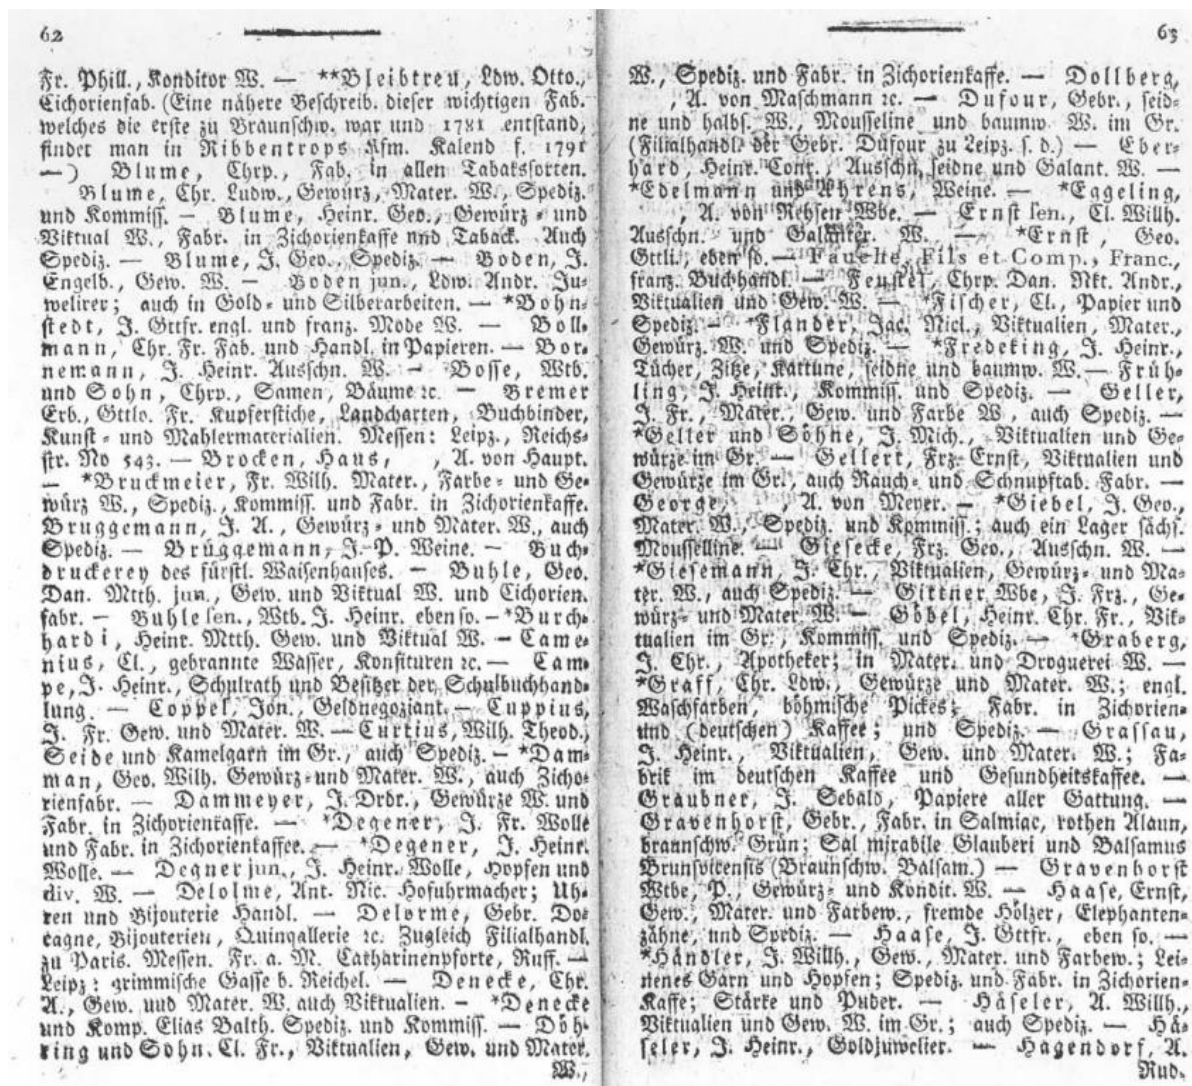 62
Fr. Phill., Konditor W. — **Bleibtreu, Ldw. Otto.,
Cichorienfab. (Eine nähere Beschreib. dieser wichtigen Fab.
welches die erste zu Braunschw. war und 1781 entstand,
findet man in Ribbentrops Kfm. Kalend f. 1791
—) Blume, Chrp., Fab. in allen Tabakssorten.
Blume, Chr. Ludw., Gewürz, Mater. W., Spediz.
und Kommiss. — Blume, Heinr. Geo., Gewürz- und
Viktual W., Fabr. in Zichorienkaffe und Taback. Auch
Spediz. — Blume, J. Geo., Spediz. — Boden, J.
Engelb., Gew. W. — Boden jun., Ldw. Andr. Ju-
welirer; auch in Gold- und Silberarbeiten. — *Bohn-
stedt, J. Gttfr. engl. und franz. Mode W. — Boll-
mann, Chr. Fr. Fab. und Handl. in Papieren. — Bor-
nemann, J. Heinr. Ausschn. W. — Bosse, Wtb.
und Sohn, Chrp., Samen, Bäume ꝛc. — Bremer
Erb., Gttlo. Fr. Kupferstiche, Landcharten, Buchbinder,
Kunst- und Mahlermaterialien. Messen: Leipz., Reichs-
str. No 543. — Brocken, Haus, , A. von Haupt.
— *Bruckmeier, Fr. Wilh. Mater., Farbe- und Ge-
würz W., Spediz., Kommiss. und Fabr. in Zichorienkaffe.
Bruggemann, J. A., Gewürz- und Mater. W., auch
Spediz. — Brüggemann, J. P. Weine. — Buch-
druckerey des fürstl. Waisenhauses. — Buhle, Geo.
Dan. Mtth. jun., Gew. und Viktual W. und Cichorien.
fabr. — Buhle sen., Wtb. J. Heinr. eben so. — *Burch-
hardi, Heinr. Mtth. Gew. und Viktual W. — Came-
nius, Cl., gebrannte Wasser, Konfituren ꝛc. — Cam-
pe, J. Heinr., Schulrath und Besitzer der Schulbuchhand-
lung. — Coppel, Jon., Geldnegoziant. — Cuppius,
J. Fr. Gew. und Mater. W. — Curtius, Wilh. Theod.,
Seide und Kamelgarn im Gr., auch Spediz. — *Dam-
man, Geo. Wilh. Gewürz- und Mater. W., auch Zicho-
rienfabr. — Dammeyer, J. Drdr., Gewürze W. und
Fabr. in Zichorienkaffe. — *Degener, J. Fr. Wolle
und Fabr. in Zichorienkaffee. — *Degener, J. Heinr.
Wolle. — Degner jun., J. Heinr. Wolle, Hopfen und
div. W. — Delolme, Ant. Nic. Hofuhrmacher; Uh-
ren und Bijouterie Handl. — Delorme, Gebr. Do-
cagne, Bijouterien, Quinqallerie ꝛc. Zugleich Filialhandl.
zu Paris. Messen. Fr. a. M. Catharinenpforte, Ruff. —
Leipz: grimmische Gasse b. Reichel. — Denecke, Chr.
A., Gew. und Mater. W. auch Viktualien. — *Denecke
und Komp. Elias Balth. Spediz. und Kommiss. — Döh-
ring und Sohn. Cl. Fr., Viktualien, Gew. und Mater.
W.,
63
W., Spediz. und Fabr. in Zichorienkaffe. — Dollberg,
, A. von Maschmann ꝛc. — Dufour, Gebr., seid-
ne und halbs. W., Mousseline und baumw. W. im Gr.
(Filialhandl. der Gebr. Düfour zu Leipz. s. d.) — Eber-
hard, Heinr. Conr., Ausschn. seidne und Galant. W. —
*Edelmann und Ahrens, Weine. — *Eggeling,
, A. von Rehsen Wbe. — Ernst sen., Cl. Willh.
Ausschn. und Galanter. W. — *Ernst, Geo.
Gttli., eben so. — Fauche, Fils et Comp., Franc.,
franz. Buchhandl. — Feustel, Chrp. Dan. Nkt. Andr.,
Viktualien und Gew. W. — *Fischer, Cl., Papier und
Spediz. — *Flander, Jac. Nicl., Viktualien, Mater.,
Gewürz. W. und Spediz. — *Fredeking, J. Heinr.,
Tücher, Zitze, Kattune, seidne und baumw. W. — Früh-
ling, J. Heinr., Kommiss. und Spediz. — Geller,
J. Fr., Mater., Gew. und Farbe W, auch Spediz. —
*Geller und Söhne, J. Mich., Viktualien und Ge-
würze im Gr. — Gellert, Frz. Ernst, Viktualien und
Gewürze im Gr., auch Rauch- und Schnupftab. Fabr. —
George, , A. von Meyer. — *Giebel, J. Geo.,
Mater. W., Spediz. und Kommiss.; auch ein Lager sächs.
Mousselline. — Giesecke, Frz. Geo., Ausschn. W. —
*Giesemann, J. Chr., Viktualien, Gewürz- und Ma-
ter. W., auch Spediz. — Gittner Wbe, J. Frz., Ge-
würz- und Mater. W. — Göbel, Heinr. Chr. Fr., Vik-
tualien im Gr., Kommiss. und Spediz. — *Graberg,
J. Chr., Apotheker; in Mater. und Droguerei W. —
*Graff, Chr. Ldw., Gewürze und Mater. W.; engl.
Waschfarben, böhmische Pickes; Fabr. in Zichorien-
und (deutschen) Kaffee; und Spediz. — Grassau,
J. Heinr., Viktualien, Gew. und Mater. W.; Fa-
brik im deutschen Kaffee und Gesundheitskaffee. —
Graubner, J. Sebald, Papiere aller Gattung. —
Gravenhorst, Gebr., Fabr. in Salmiac, rothen Alaun,
braunschw. Grün; Sal mirabile Glauberi und Balsamus
Brunsvicensis (Braunschw. Balsam.) — Gravenhorst
Wtbe, P., Gewürz- und Kondit. W. — Haase, Ernst,
Gew., Mater. und Farbew., fremde Hölzer, Elephanten-
zähne, und Spediz. — Haase, J. Gttfr., eben so. —
*Händler, J. Willh., Gew., Mater. und Farbew.; Lei-
nenes Garn und Hopfen; Spediz. und Fabr. in Zichorien-
Kaffe; Stärke und Puder. — Häseler, A. Willh.,
Viktualien und Gew. W. im Gr.; auch Spediz. — Hä-
seler, J. Heinr., Goldjuwelier. — Hagendorf, A.
Rud.